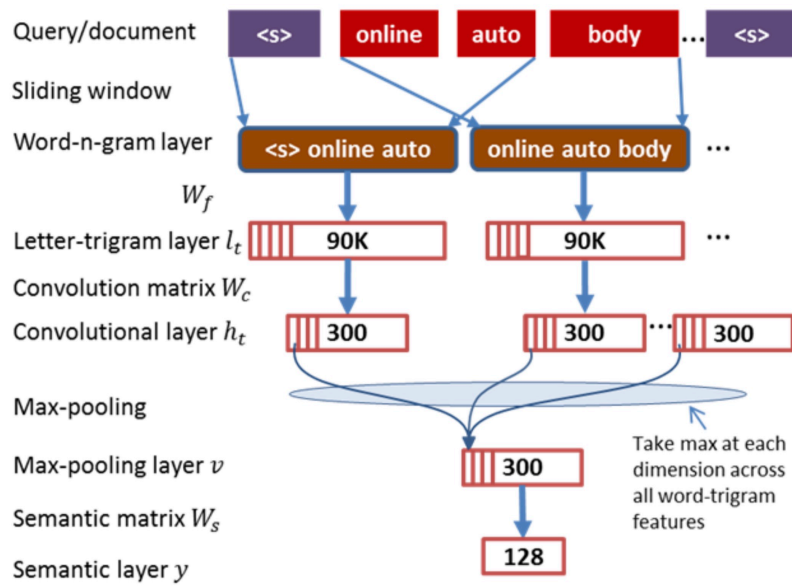 Query/document <s> online auto body ... <s>
Sliding window
Word-n-gram layer <s> online auto online auto body ...
W_f
Letter-trigram layer l_t 90K 90K ...
Convolution matrix W_c
Convolutional layer h_t 300 300 ... 300
Max-pooling
Take max at each
dimension across
all word-trigram
features
Max-pooling layer v 300
Semantic matrix W_s
Semantic layer y 128